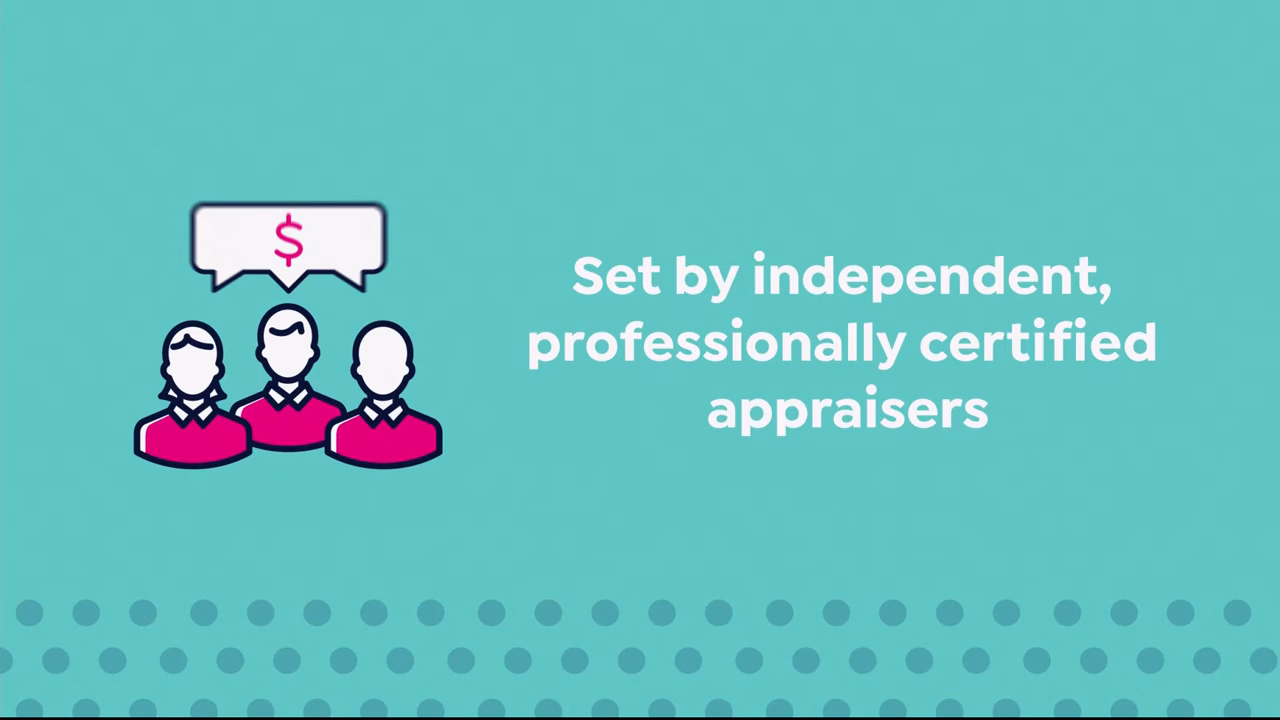 $
Set by independent,
professionally certified
appraisers